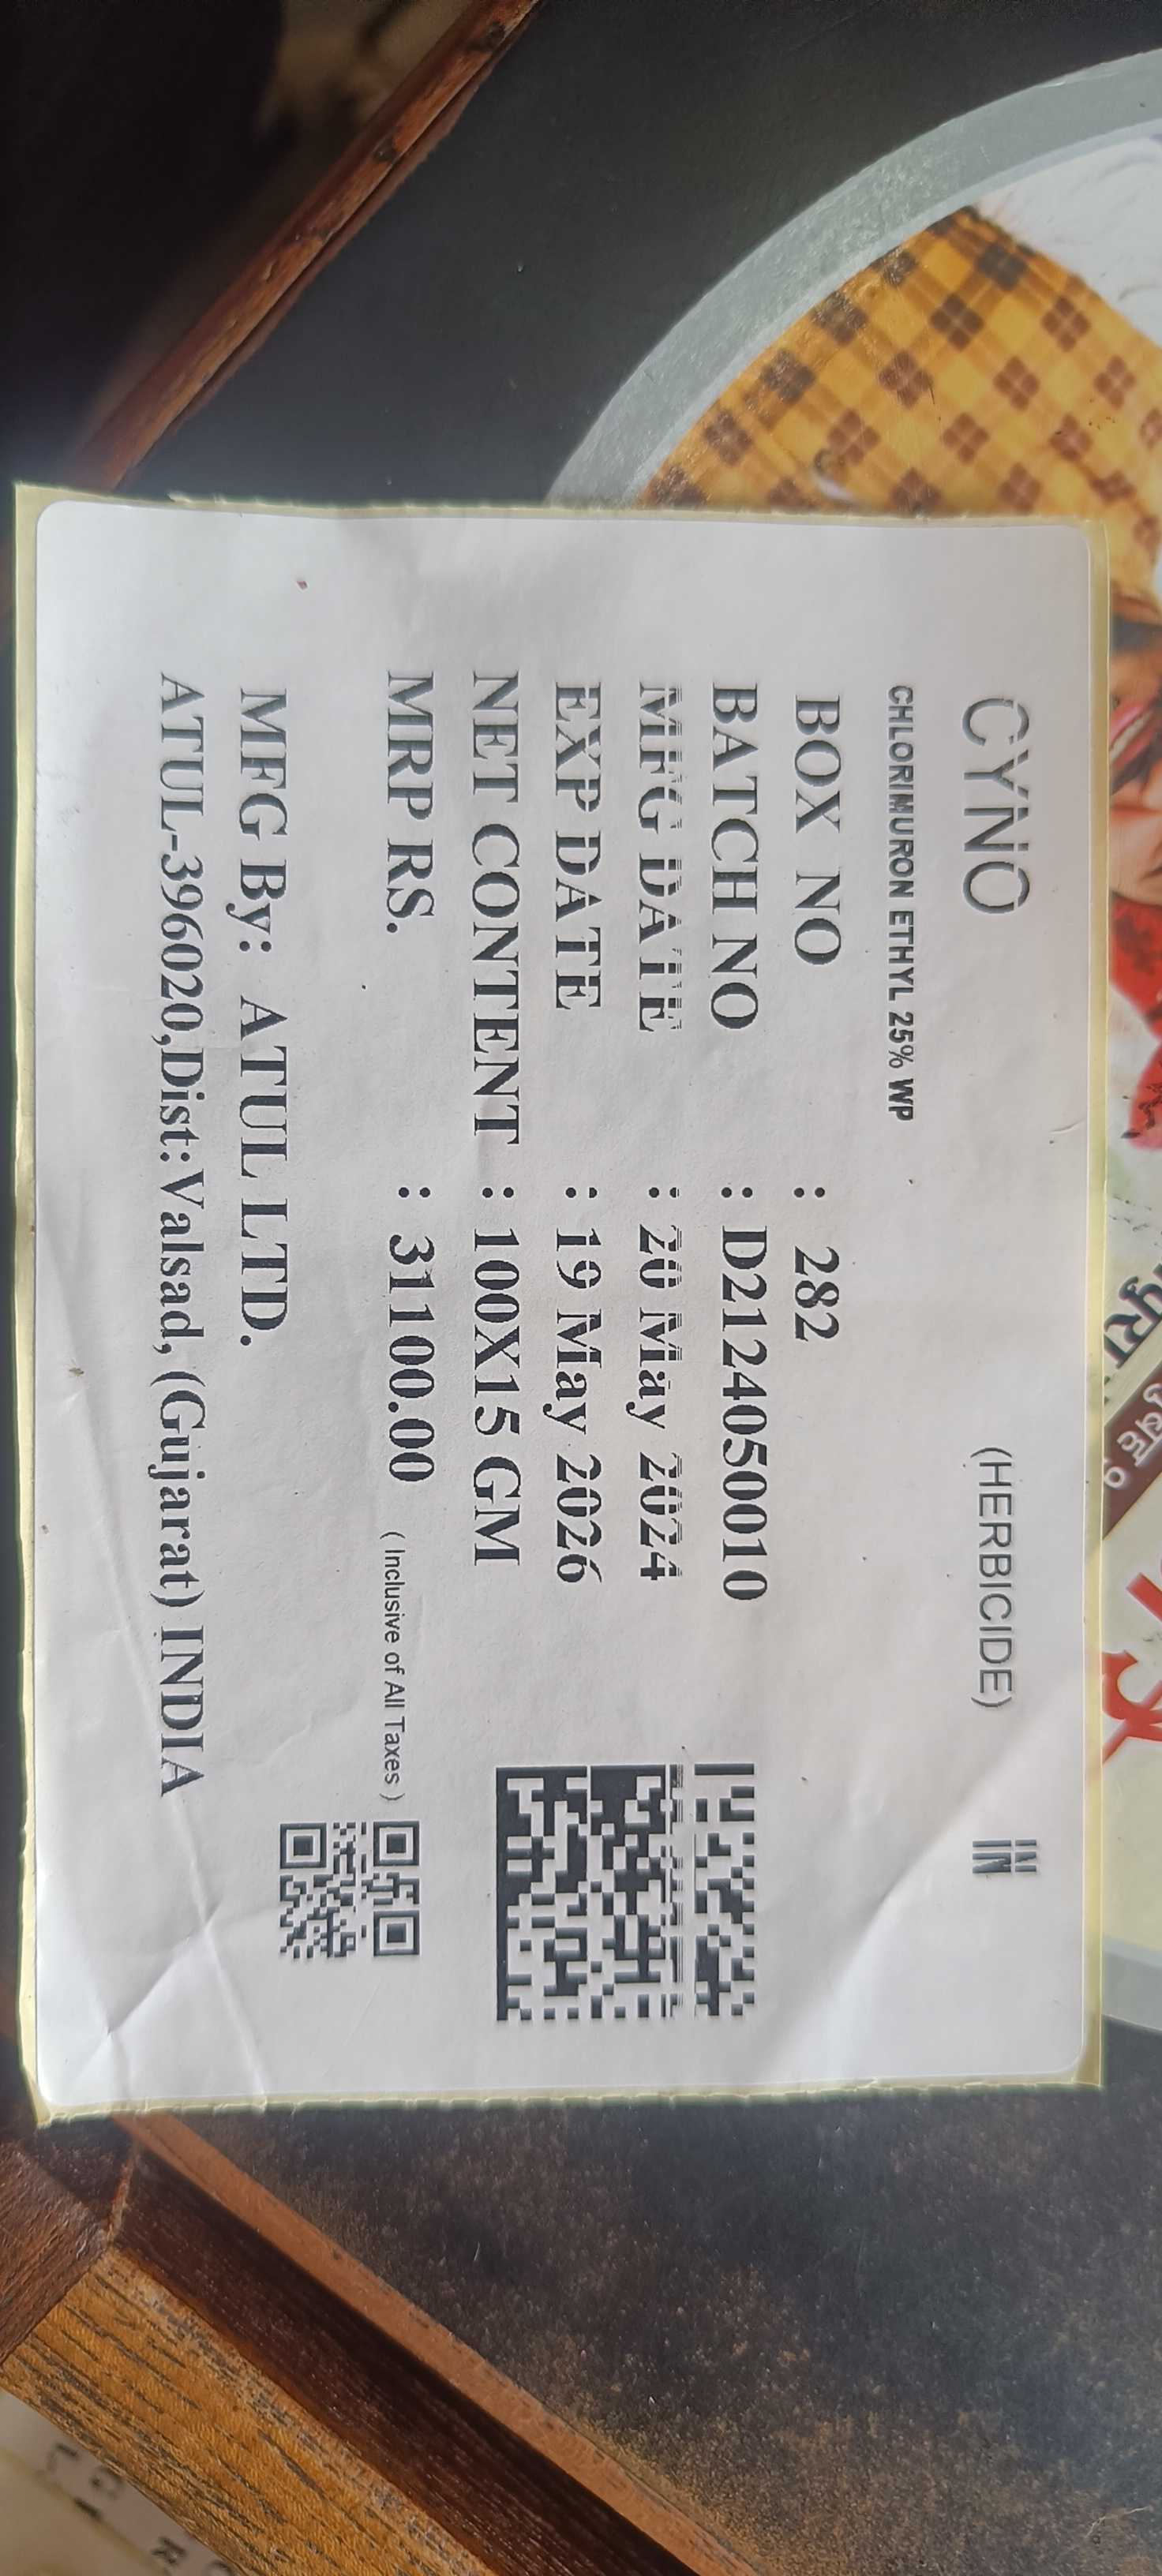 CYNO (HERBICIDE) IN
CHLORIMURON ETHYL 25% WP
BOX NO : 282
BATCH NO : D2124050010
MFG DATE : 20 May 2024
EXP DATE : 19 May 2026
NET CONTENT : 100X15 GM
MRP RS. : 31100.00 ( Inclusive of All Taxes )
MFG By: ATUL LTD.
ATUL-396020,Dist:Valsad, (Gujarat) INDIA